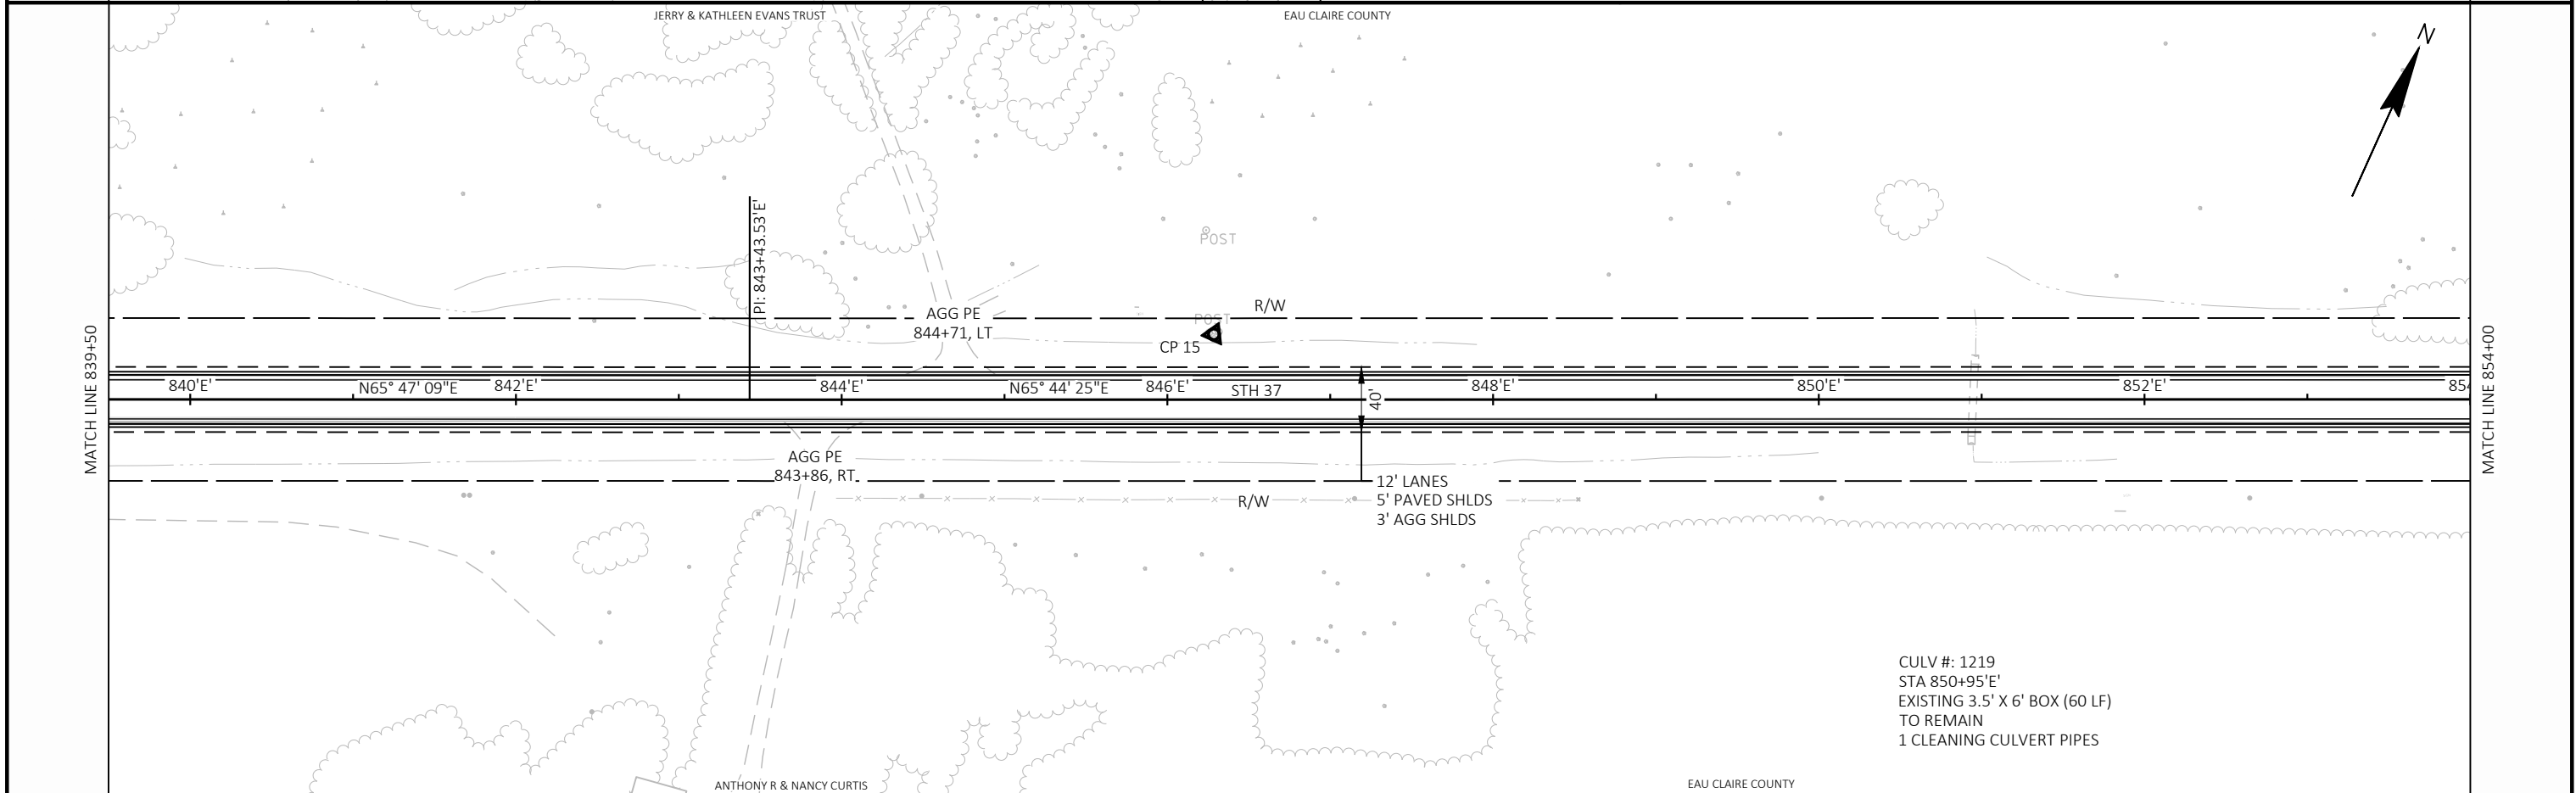 JERRY & KATHLEEN EVANS TRUST
EAU CLAIRE COUNTY
N
PI: 843+43.53'E'
POST
POST
R/W
AGG PE
844+71, LT
CP 15
MATCH LINE 839+50
MATCH LINE 854+00
840'E'
N65° 47' 09"E
842'E'
844'E'
N65° 44' 25"E
846'E'
STH 37
848'E'
850'E'
852'E'
854
40'
AGG PE
843+86, RT
R/W
12' LANES
5' PAVED SHLDS
3' AGG SHLDS
CULV #: 1219
STA 850+95'E'
EXISTING 3.5' X 6' BOX (60 LF)
TO REMAIN
1 CLEANING CULVERT PIPES
ANTHONY R & NANCY CURTIS
EAU CLAIRE COUNTY